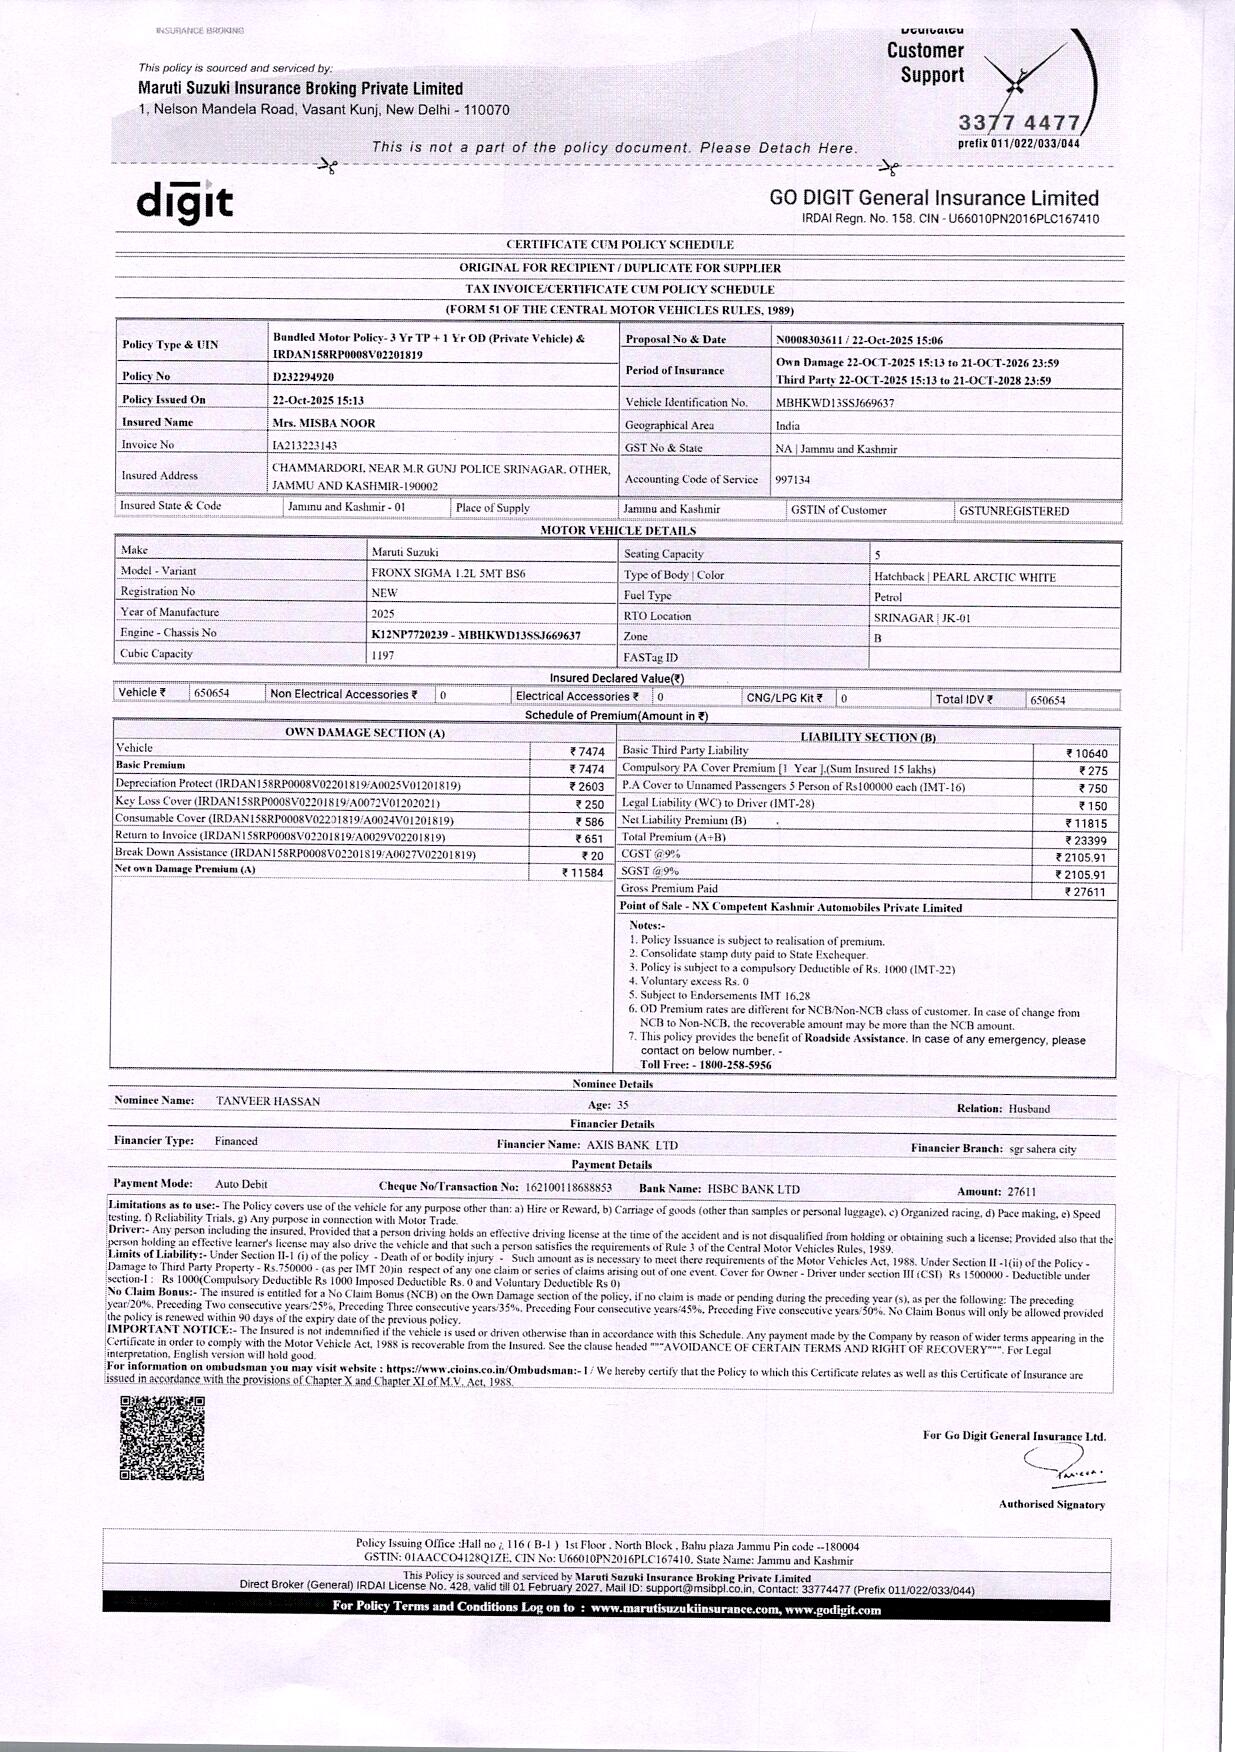 INSURANCE BROKING
This policy is sourced and serviced by:
Maruti Suzuki Insurance Broking Private Limited
1, Nelson Mandela Road, Vasant Kunj, New Delhi - 110070
Dedicated
Customer
Support
3377 4477
prefix 011/022/033/044
This is not a part of the policy document. Please Detach Here.
digit
GO DIGIT General Insurance Limited
IRDAI Regn. No. 158. CIN - U66010PN2016PLC167410
CERTIFICATE CUM POLICY SCHEDULE
ORIGINAL FOR RECIPIENT / DUPLICATE FOR SUPPLIER
TAX INVOICE/CERTIFICATE CUM POLICY SCHEDULE
(FORM 51 OF THE CENTRAL MOTOR VEHICLES RULES, 1989)
Policy Type & UIN Bundled Motor Policy- 3 Yr TP + 1 Yr OD (Private Vehicle) &
IRDAN158RP0008V02201819
Policy No D232294920
Policy Issued On 22-Oct-2025 15:13
Insured Name Mrs. MISBA NOOR
Invoice No IA213223143
Insured Address CHAMMARDORI, NEAR M.R GUNJ POLICE SRINAGAR, OTHER,
JAMMU AND KASHMIR-190002
Proposal No & Date N0008303611 / 22-Oct-2025 15:06
Period of Insurance Own Damage 22-OCT-2025 15:13 to 21-OCT-2026 23:59
Third Party 22-OCT-2025 15:13 to 21-OCT-2028 23:59
Vehicle Identification No. MBHKWD13SSJ669637
Geographical Area India
GST No & State NA | Jammu and Kashmir
Accounting Code of Service 997134
Insured State & Code Jammu and Kashmir - 01 Place of Supply Jammu and Kashmir GSTIN of Customer GSTUNREGISTERED
MOTOR VEHICLE DETAILS
Make Maruti Suzuki Seating Capacity 5
Model - Variant FRONX SIGMA 1.2L 5MT BS6 Type of Body | Color Hatchback | PEARL ARCTIC WHITE
Registration No NEW Fuel Type Petrol
Year of Manufacture 2025 RTO Location SRINAGAR | JK-01
Engine - Chassis No K12NP7720239 - MBHKWD13SSJ669637 Zone B
Cubic Capacity 1197 FASTag ID
Insured Declared Value(₹)
Vehicle ₹ 650654 Non Electrical Accessories ₹ 0 Electrical Accessories ₹ 0 CNG/LPG Kit ₹ 0 Total IDV ₹ 650654
Schedule of Premium(Amount in ₹)
OWN DAMAGE SECTION (A)
Vehicle ₹ 7474
Basic Premium ₹ 7474
Depreciation Protect (IRDAN158RP0008V02201819/A0025V01201819) ₹ 2603
Key Loss Cover (IRDAN158RP0008V02201819/A0072V01202021) ₹ 250
Consumable Cover (IRDAN158RP0008V02201819/A0024V01201819) ₹ 586
Return to Invoice (IRDAN158RP0008V02201819/A0029V02201819) ₹ 651
Break Down Assistance (IRDAN158RP0008V02201819/A0027V02201819) ₹ 20
Net own Damage Premium (A) ₹ 11584
LIABILITY SECTION (B)
Basic Third Party Liability ₹ 10640
Compulsory PA Cover Premium [1 Year ],(Sum Insured 15 lakhs) ₹ 275
P.A Cover to Unnamed Passengers 5 Person of Rs100000 each (IMT-16) ₹ 750
Legal Liability (WC) to Driver (IMT-28) ₹ 150
Net Liability Premium (B) ₹ 11815
Total Premium (A+B) ₹ 23399
CGST @9% ₹ 2105.91
SGST @9% ₹ 2105.91
Gross Premium Paid ₹ 27611
Point of Sale - NX Competent Kashmir Automobiles Private Limited
Notes:-
1. Policy Issuance is subject to realisation of premium.
2. Consolidate stamp duty paid to State Exchequer.
3. Policy is subject to a compulsory Deductible of Rs. 1000 (IMT-22)
4. Voluntary excess Rs. 0
5. Subject to Endorsements IMT 16,28
6. OD Premium rates are different for NCB/Non-NCB class of customer. In case of change from
NCB to Non-NCB, the recoverable amount may be more than the NCB amount.
7. This policy provides the benefit of Roadside Assistance. In case of any emergency, please
contact on below number. -
Toll Free: - 1800-258-5956
Nominee Details
Nominee Name: TANVEER HASSAN Age: 35 Relation: Husband
Financier Details
Financier Type: Financed Financier Name: AXIS BANK LTD Financier Branch: sgr sahera city
Payment Details
Payment Mode: Auto Debit Cheque No/Transaction No: 162100118688853 Bank Name: HSBC BANK LTD Amount: 27611
Limitations as to use:- The Policy covers use of the vehicle for any purpose other than: a) Hire or Reward, b) Carriage of goods (other than samples or personal luggage), c) Organized racing, d) Pace making, e) Speed
testing, f) Reliability Trials, g) Any purpose in connection with Motor Trade.
Driver:- Any person including the insured, Provided that a person driving holds an effective driving license at the time of the accident and is not disqualified from holding or obtaining such a license; Provided also that the
person holding an effective learner's license may also drive the vehicle and that such a person satisfies the requirements of Rule 3 of the Central Motor Vehicles Rules, 1989.
Limits of Liability:- Under Section II-1 (i) of the policy - Death of or bodily injury - Such amount as is necessary to meet there requirements of the Motor Vehicles Act, 1988. Under Section II -1(ii) of the Policy -
Damage to Third Party Property - Rs.750000 - (as per IMT 20)in respect of any one claim or series of claims arising out of one event. Cover for Owner - Driver under section III (CSI) Rs 1500000 - Deductible under
section-I : Rs 1000(Compulsory Deductible Rs 1000 Imposed Deductible Rs. 0 and Voluntary Deductible Rs 0)
No Claim Bonus:- The insured is entitled for a No Claim Bonus (NCB) on the Own Damage section of the policy, if no claim is made or pending during the preceding year (s), as per the following: The preceding
year/20%, Preceding Two consecutive years/25%, Preceding Three consecutive years/35%, Preceding Four consecutive years/45%, Preceding Five consecutive years/50%. No Claim Bonus will only be allowed provided
the policy is renewed within 90 days of the expiry date of the previous policy.
IMPORTANT NOTICE:- The Insured is not indemnified if the vehicle is used or driven otherwise than in accordance with this Schedule. Any payment made by the Company by reason of wider terms appearing in the
Certificate in order to comply with the Motor Vehicle Act, 1988 is recoverable from the Insured. See the clause headed """AVOIDANCE OF CERTAIN TERMS AND RIGHT OF RECOVERY""". For Legal
interpretation, English version will hold good.
For information on ombudsman you may visit website : https://www.cioins.co.in/Ombudsman:- I / We hereby certify that the Policy to which this Certificate relates as well as this Certificate of Insurance are
issued in accordance with the provisions of Chapter X and Chapter XI of M.V. Act, 1988.
For Go Digit General Insurance Ltd.
Authorised Signatory
Policy Issuing Office :Hall no ¿ 116 ( B-1 ) 1st Floor , North Block , Bahu plaza Jammu Pin code --180004
GSTIN: 01AACCO4128Q1ZE, CIN No: U66010PN2016PLC167410, State Name: Jammu and Kashmir
This Policy is sourced and serviced by Maruti Suzuki Insurance Broking Private Limited
Direct Broker (General) IRDAI License No. 428, valid till 01 February 2027, Mail ID: support@msibpl.co.in, Contact: 33774477 (Prefix 011/022/033/044)
For Policy Terms and Conditions Log on to : www.marutisuzukiinsurance.com, www.godigit.com